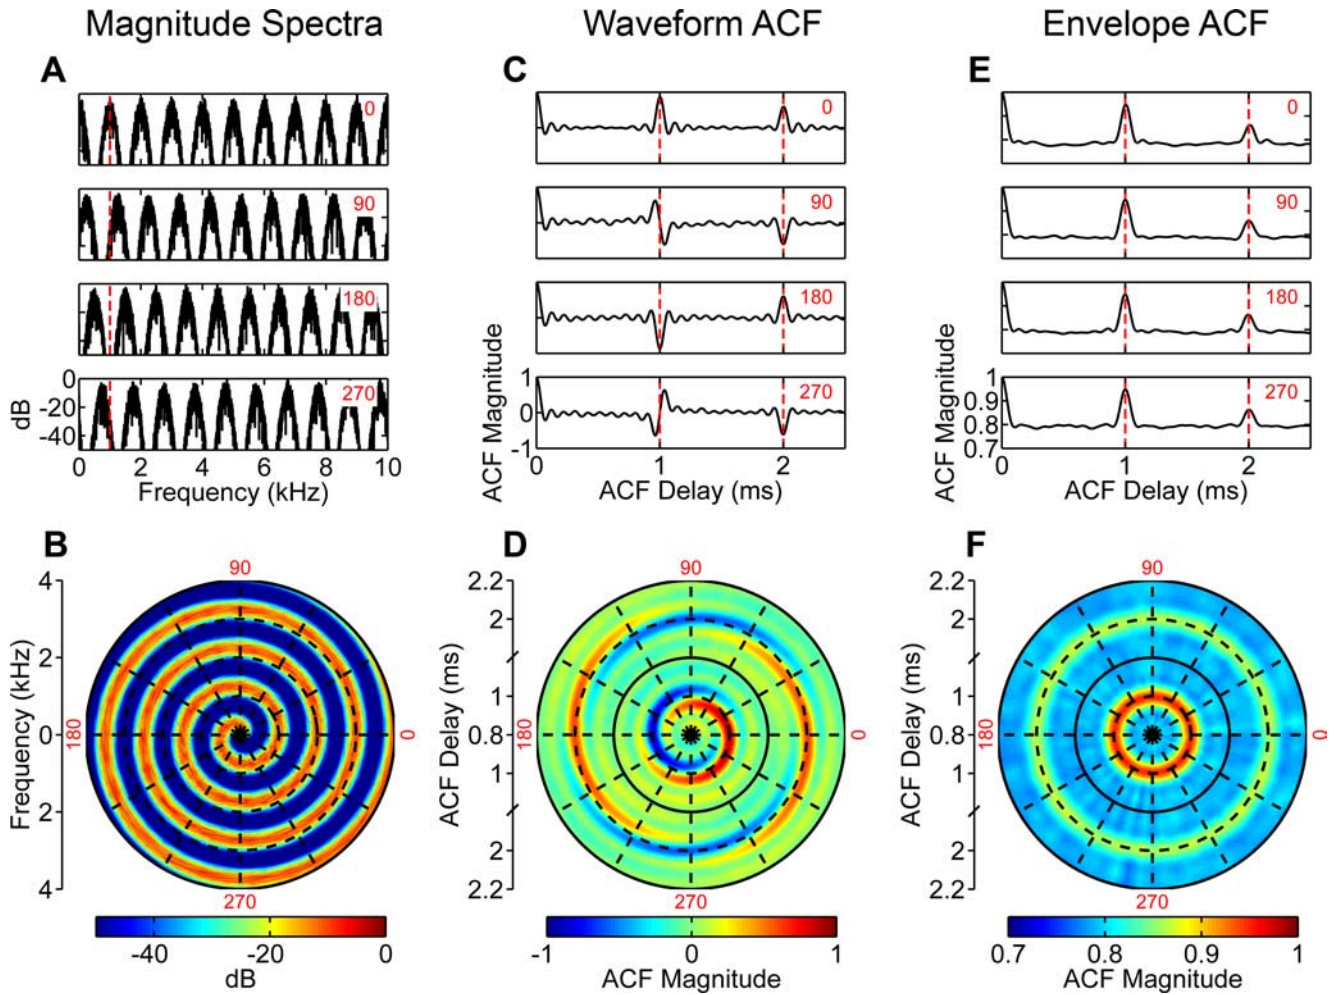 Magnitude Spectra
Waveform ACF
Envelope ACF
A
0
90
180
270
0
-20
-40
dB
0 2 4 6 8 10
Frequency (kHz)
C
0
90
180
270
1
0
-1
ACF Magnitude
0 1 2
ACF Delay (ms)
E
0
90
180
270
1
0.9
0.8
0.7
ACF Magnitude
0 1 2
ACF Delay (ms)
B
90
4
2
0
2
4
Frequency (kHz)
180
0
270
-40 -20 0
dB
D
90
2.2
2
1
0.8
1
2
2.2
ACF Delay (ms)
180
0
270
-1 0 1
ACF Magnitude
F
90
2.2
2
1
0.8
1
2
2.2
ACF Delay (ms)
180
0
270
0.7 0.8 0.9 1
ACF Magnitude